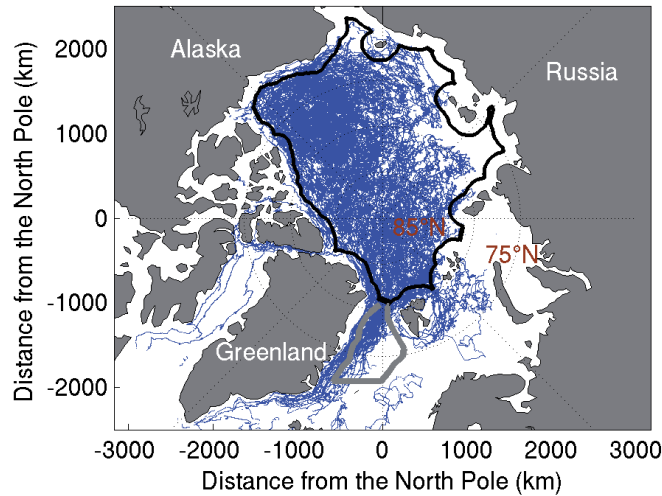 Distance from the North Pole (km)
2000
1000
0
-1000
-2000
Alaska
Russia
85°N
75°N
Greenland
-3000 -2000 -1000 0 1000 2000 3000
Distance from the North Pole (km)